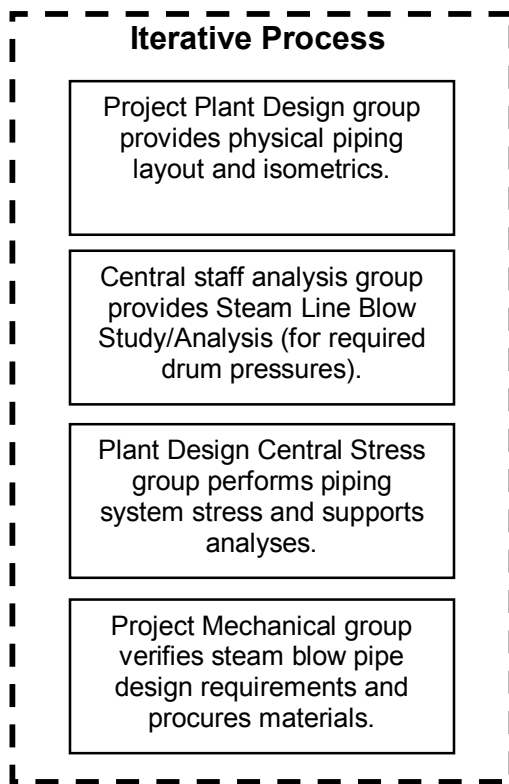 Iterative Process
Project Plant Design group
provides physical piping
layout and isometrics.
Central staff analysis group
provides Steam Line Blow
Study/Analysis (for required
drum pressures).
Plant Design Central Stress
group performs piping
system stress and supports
analyses.
Project Mechanical group
verifies steam blow pipe
design requirements and
procures materials.